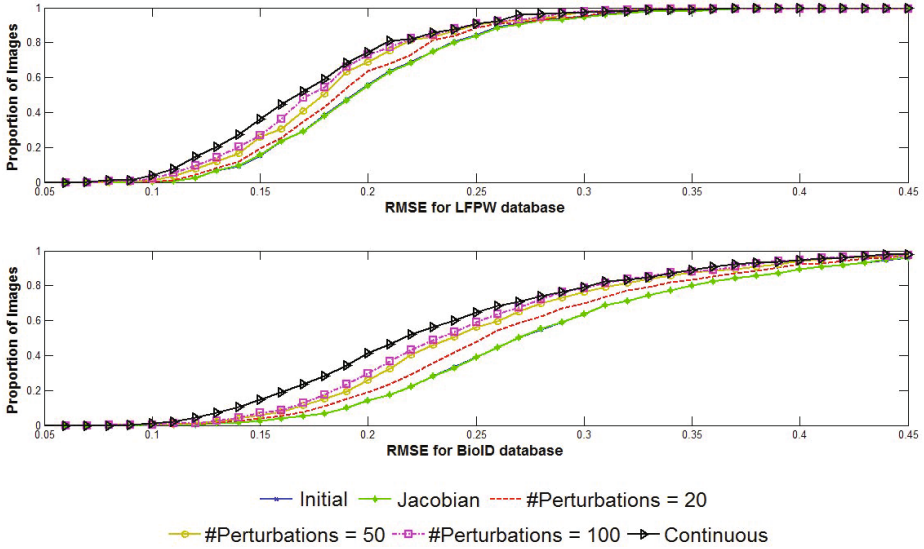 Proportion of Images
1
0.8
0.6
0.4
0.2
0
0.05 0.1 0.15 0.2 0.25 0.3 0.35 0.4 0.45
RMSE for LFPW database
Proportion of Images
1
0.8
0.6
0.4
0.2
0
0.05 0.1 0.15 0.2 0.25 0.3 0.35 0.4 0.45
RMSE for BioID database
Initial Jacobian #Perturbations = 20
#Perturbations = 50 #Perturbations = 100 Continuous